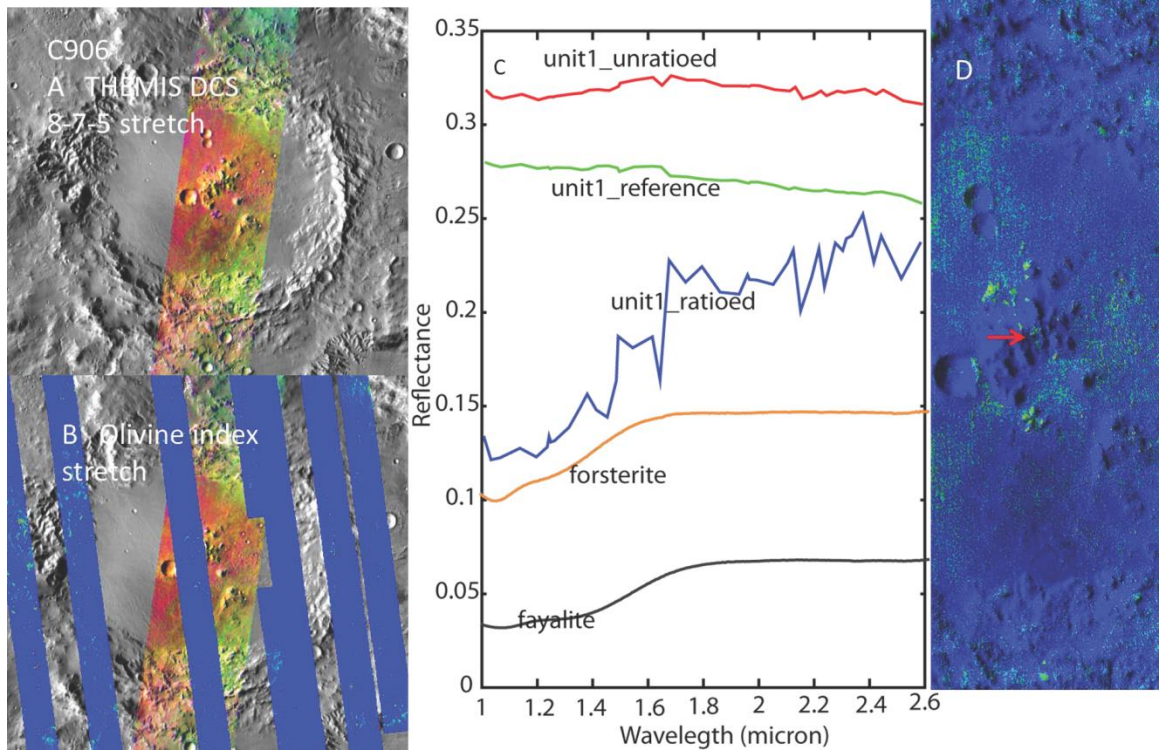 C906
A THEMIS DCS
8-7-5 stretch
B Olivine index
stretch
C
Reflectance
0.35
0.3
0.25
0.2
0.15
0.1
0.05
0
unit1_unratioed
unit1_reference
unit1_ratioed
forsterite
fayalite
1 1.2 1.4 1.6 1.8 2 2.2 2.4 2.6
Wavelegth (micron)
D